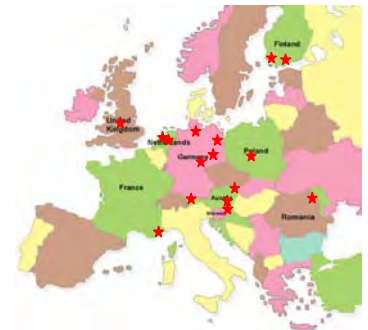 Finland
United
Kingdom
Netherlands
Poland
Germany
France
Austria
Romania